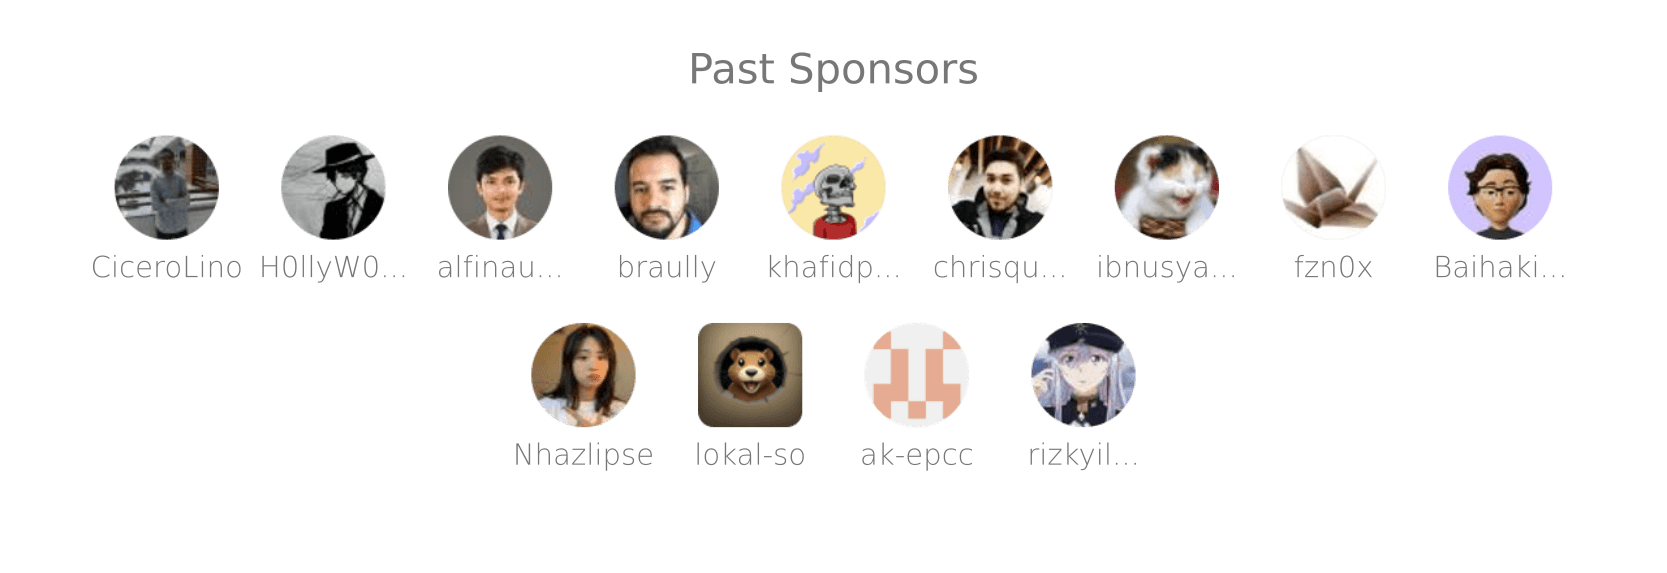 Past Sponsors
CiceroLino H0llyW0... alfinau... braully khafidp... chrisqu... ibnusya... fzn0x Baihaki...
Nhazlipse lokal-so ak-epcc rizkyil...